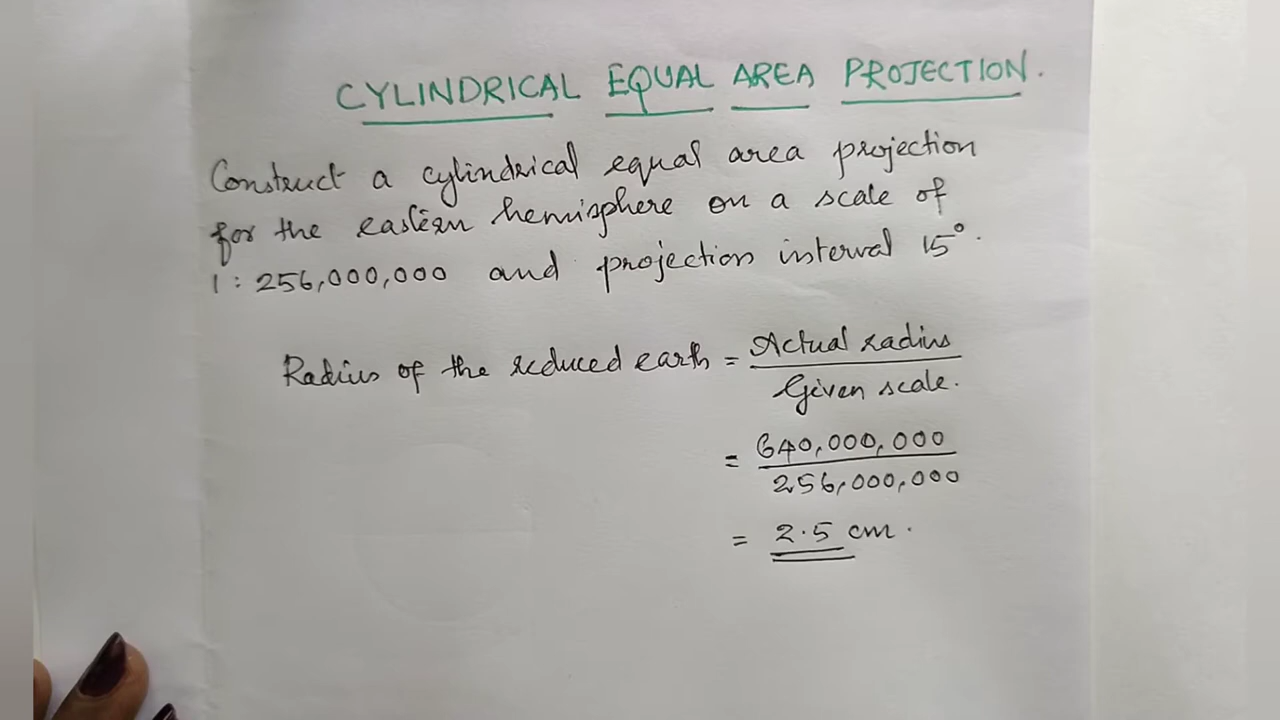 CYLINDRICAL EQUAL AREA PROJECTION.
Construct a cylindrical equal area projection
for the eastern hemisphere on a scale of
1 : 256,000,000 and projection interval 15°.
Radius of the reduced earth = Actual radius
Given scale.
= 640,000,000
256,000,000
= 2.5 cm.